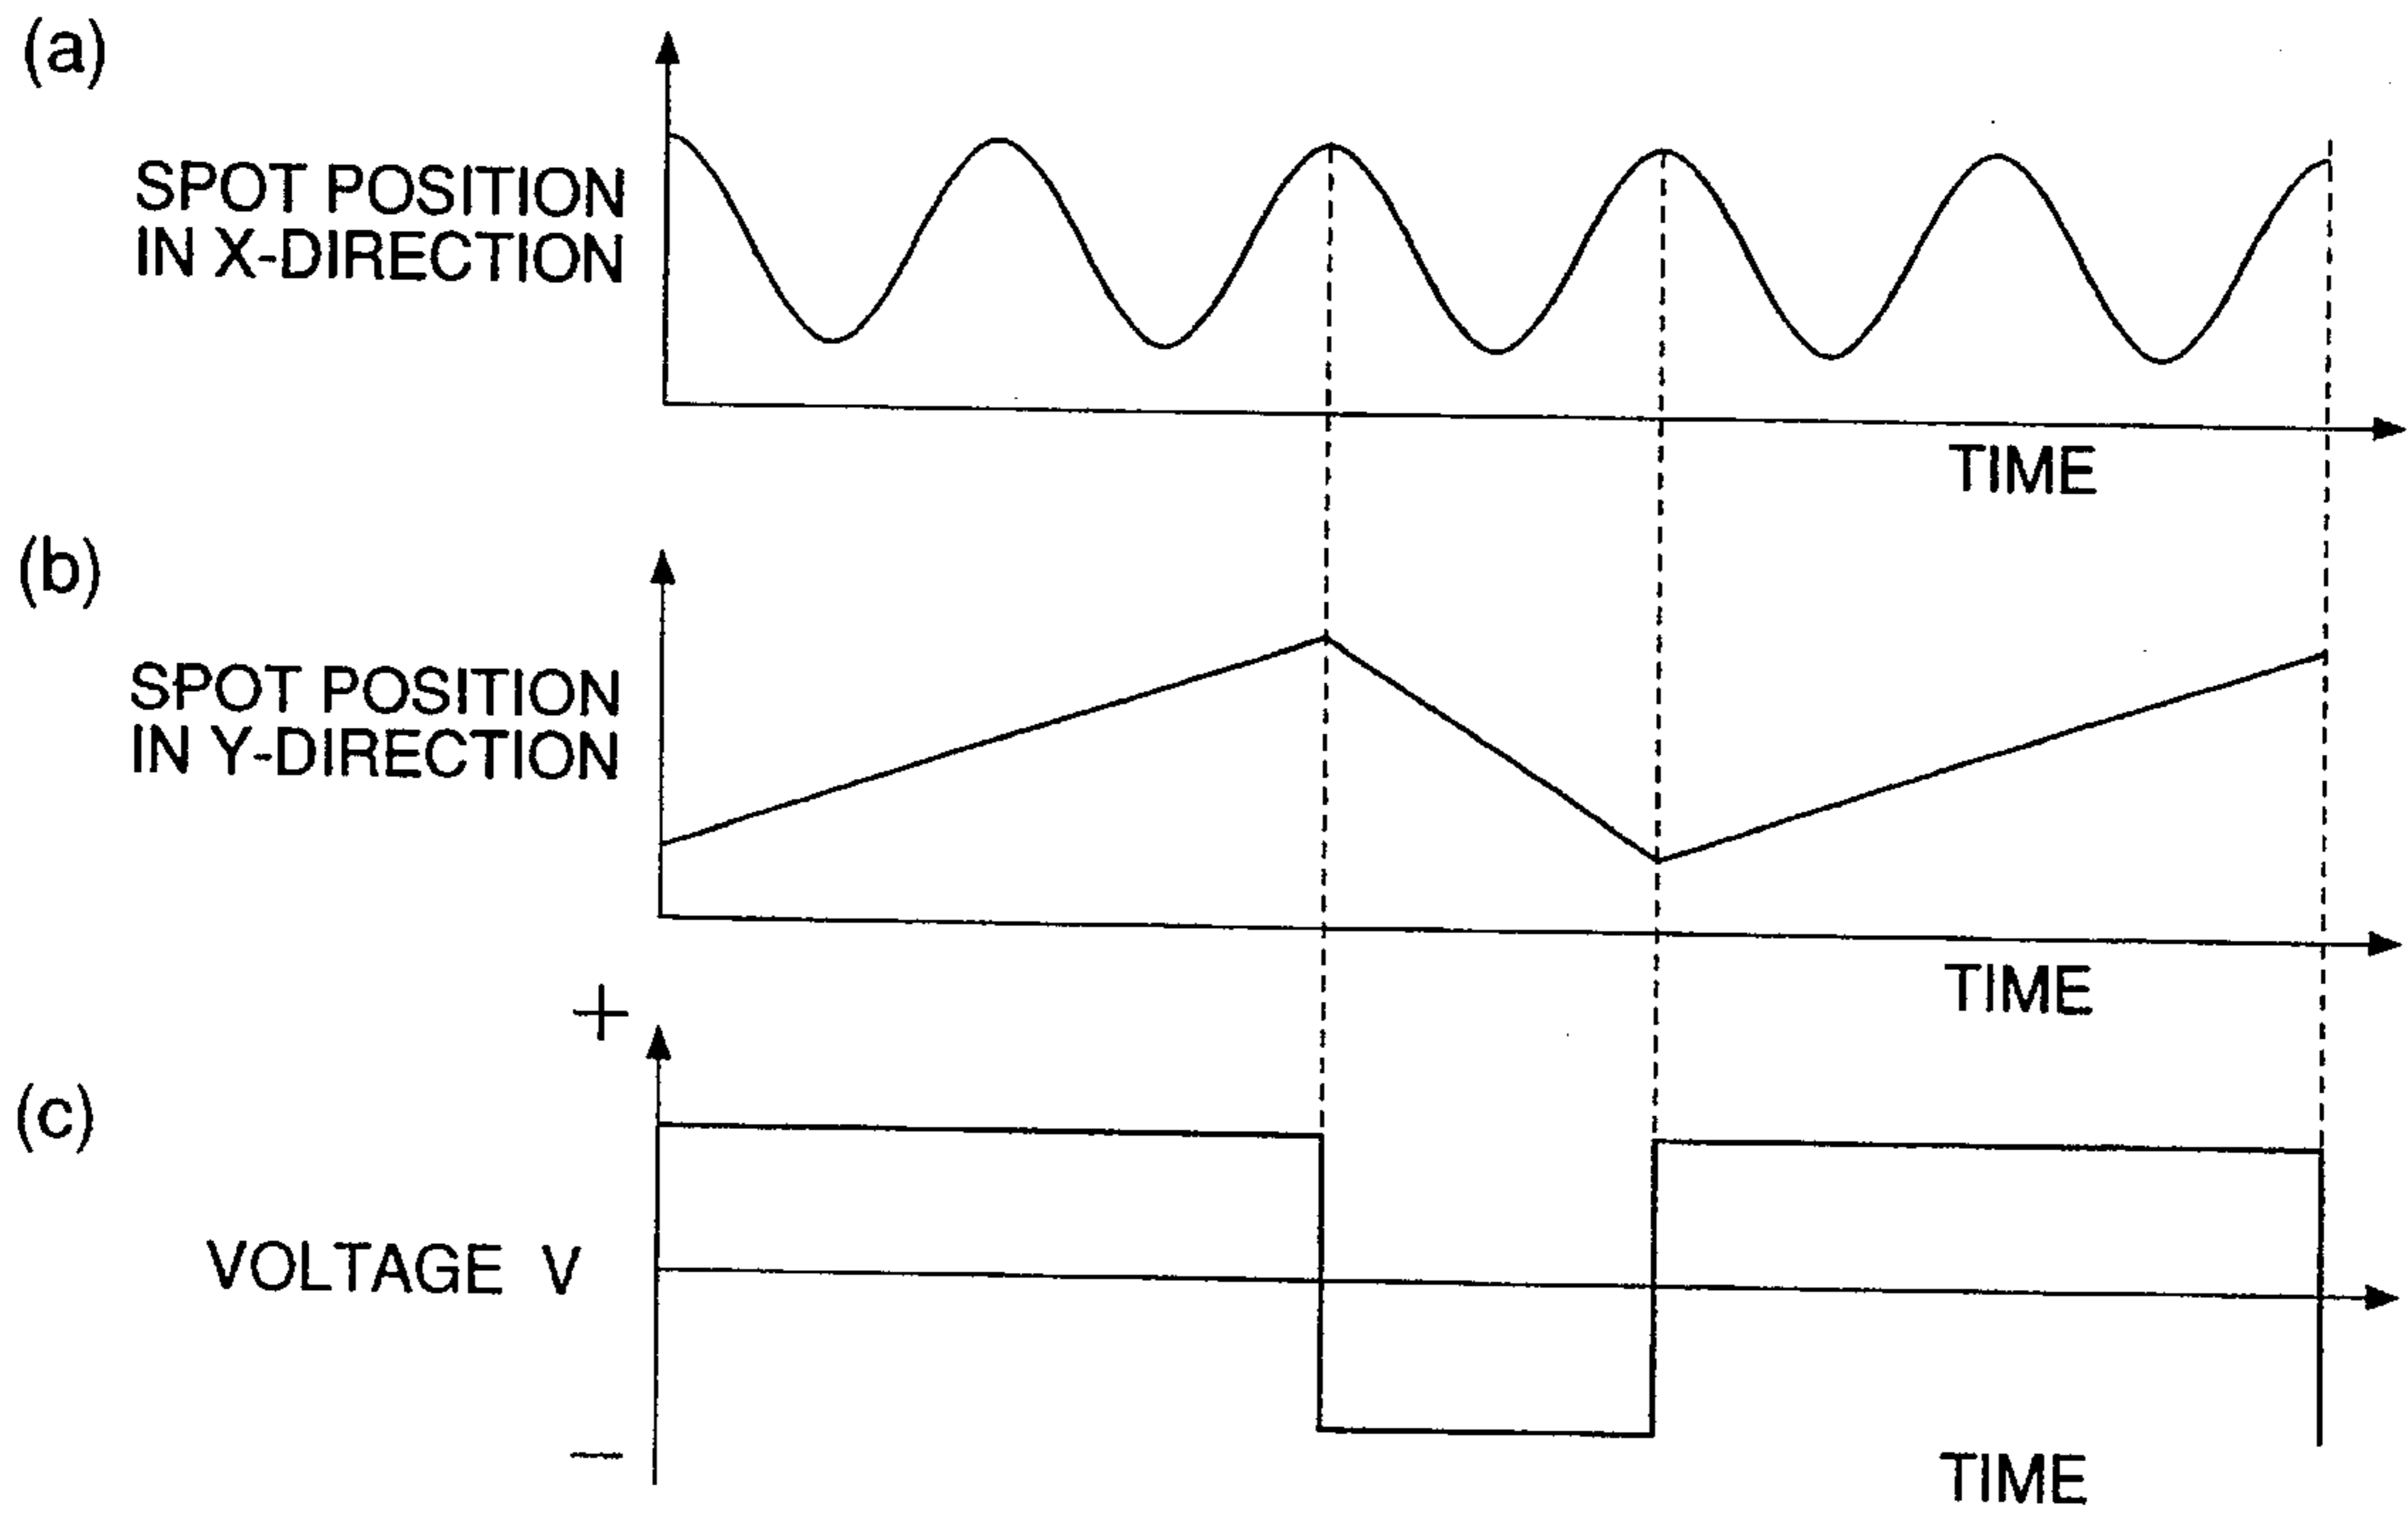 (a)
SPOT POSITION
IN X-DIRECTION
TIME
(b)
SPOT POSITION
IN Y-DIRECTION
TIME
+
(c)
VOLTAGE V
−
TIME